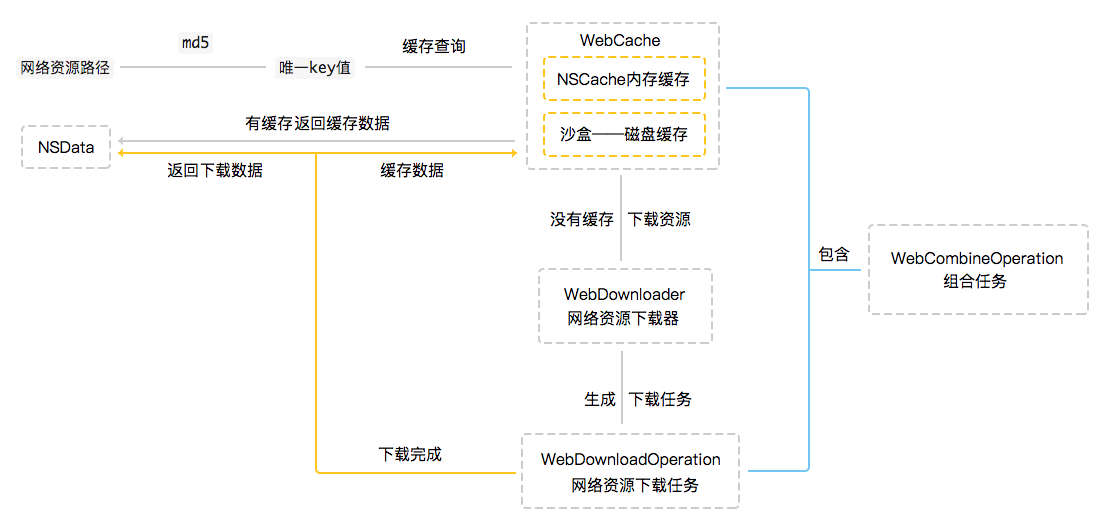 md5
网络资源路径
唯一key值
缓存查询
WebCache
NSCache内存缓存
沙盒——磁盘缓存
NSData
有缓存 返回缓存数据
返回下载数据
缓存数据
没有缓存
下载资源
包含
WebCombineOperation
组合任务
WebDownloader
网络资源下载器
生成
下载任务
下载完成
WebDownloadOperation
网络资源下载任务